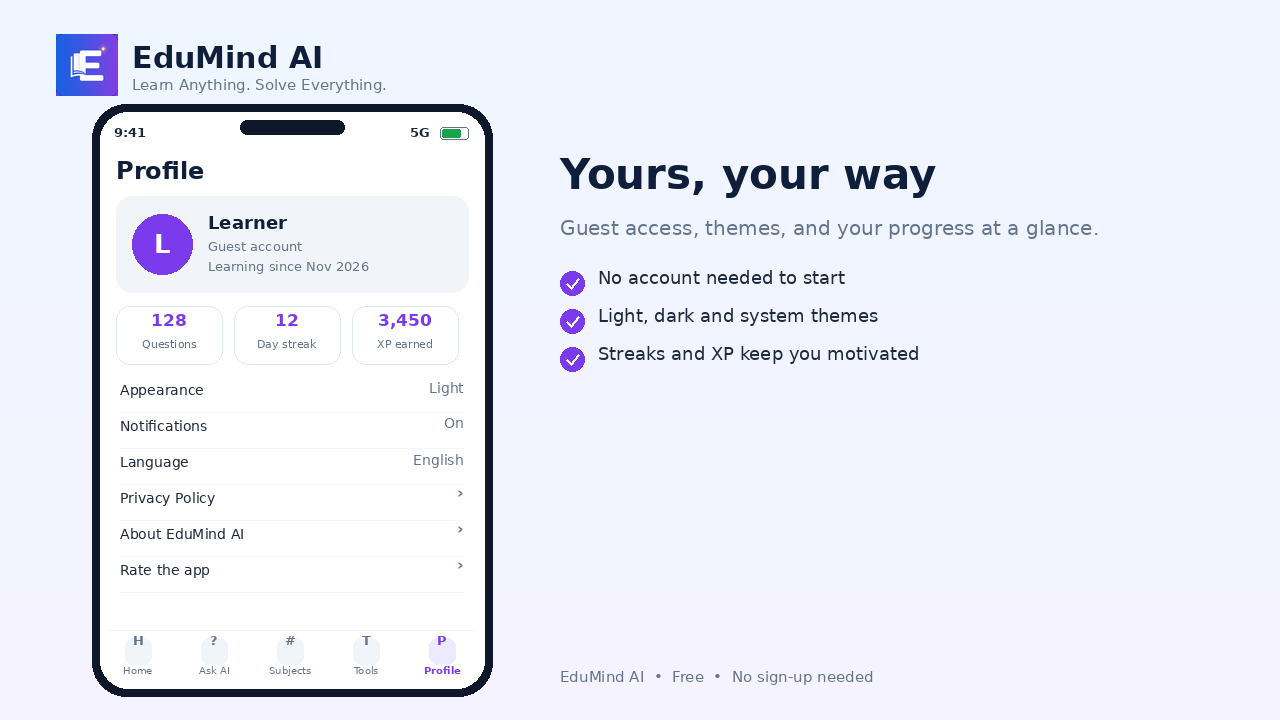 EduMind AI
Learn Anything. Solve Everything.
9:41
5G
Profile
L
Learner
Guest account
Learning since Nov 2026
128
Questions
12
Day streak
3,450
XP earned
Appearance
Light
Notifications
On
Language
English
Privacy Policy ›
About EduMind AI ›
Rate the app ›
H
Home
?
Ask AI
#
Subjects
T
Tools
P
Profile
Yours, your way
Guest access, themes, and your progress at a glance.
No account needed to start
Light, dark and system themes
Streaks and XP keep you motivated
EduMind AI • Free • No sign-up needed